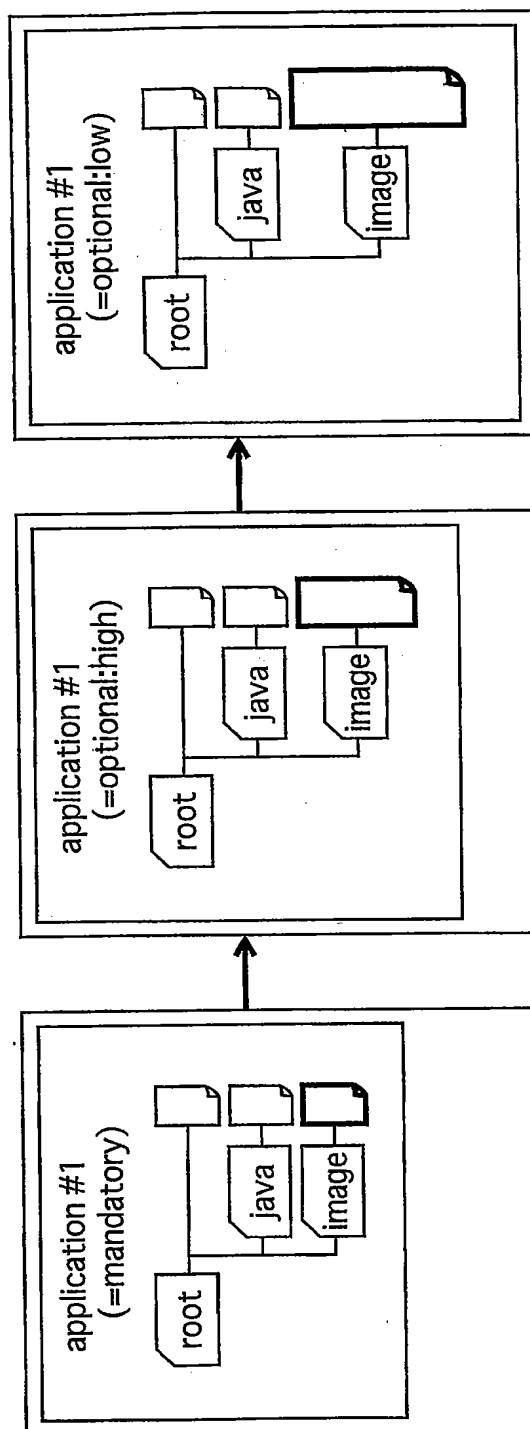 application #1
(=mandatory)
root
java
image
application #1
(=optional:high)
root
java
image
application #1
(=optional:low)
root
java
image